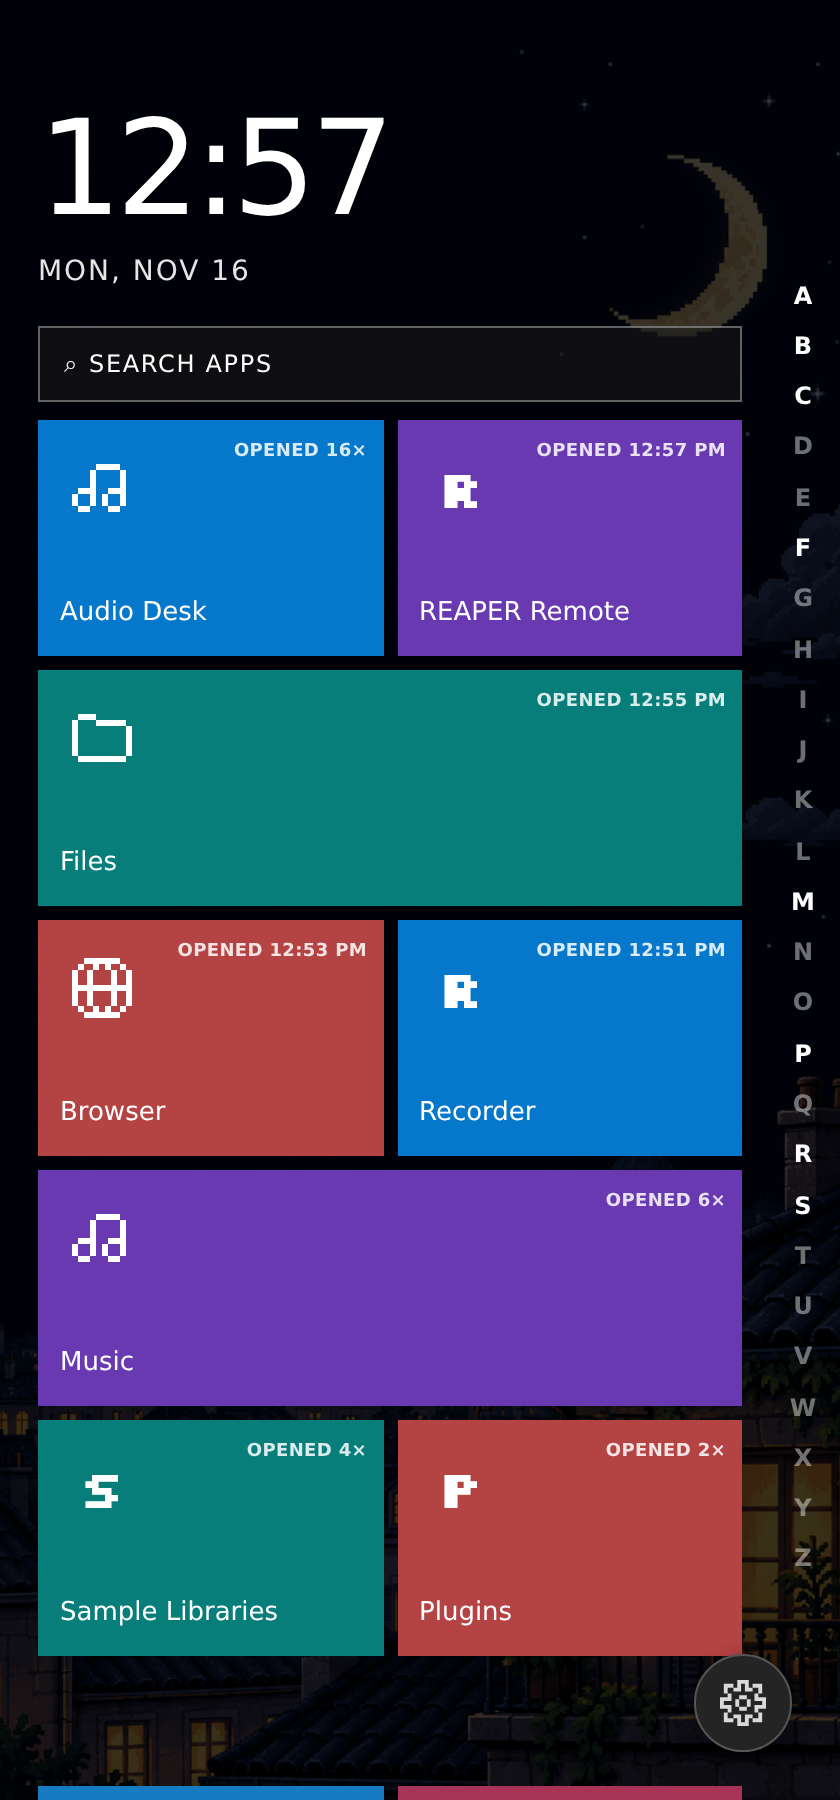 12:57
MON, NOV 16
SEARCH APPS
OPENED 16×
Audio Desk
OPENED 12:57 PM
R
REAPER Remote
OPENED 12:55 PM
Files
OPENED 12:53 PM
Browser
OPENED 12:51 PM
R
Recorder
OPENED 6×
Music
OPENED 4×
S
Sample Libraries
OPENED 2×
P
Plugins
A
B
C
D
E
F
G
H
I
J
K
L
M
N
O
P
Q
R
S
T
U
V
W
X
Y
Z